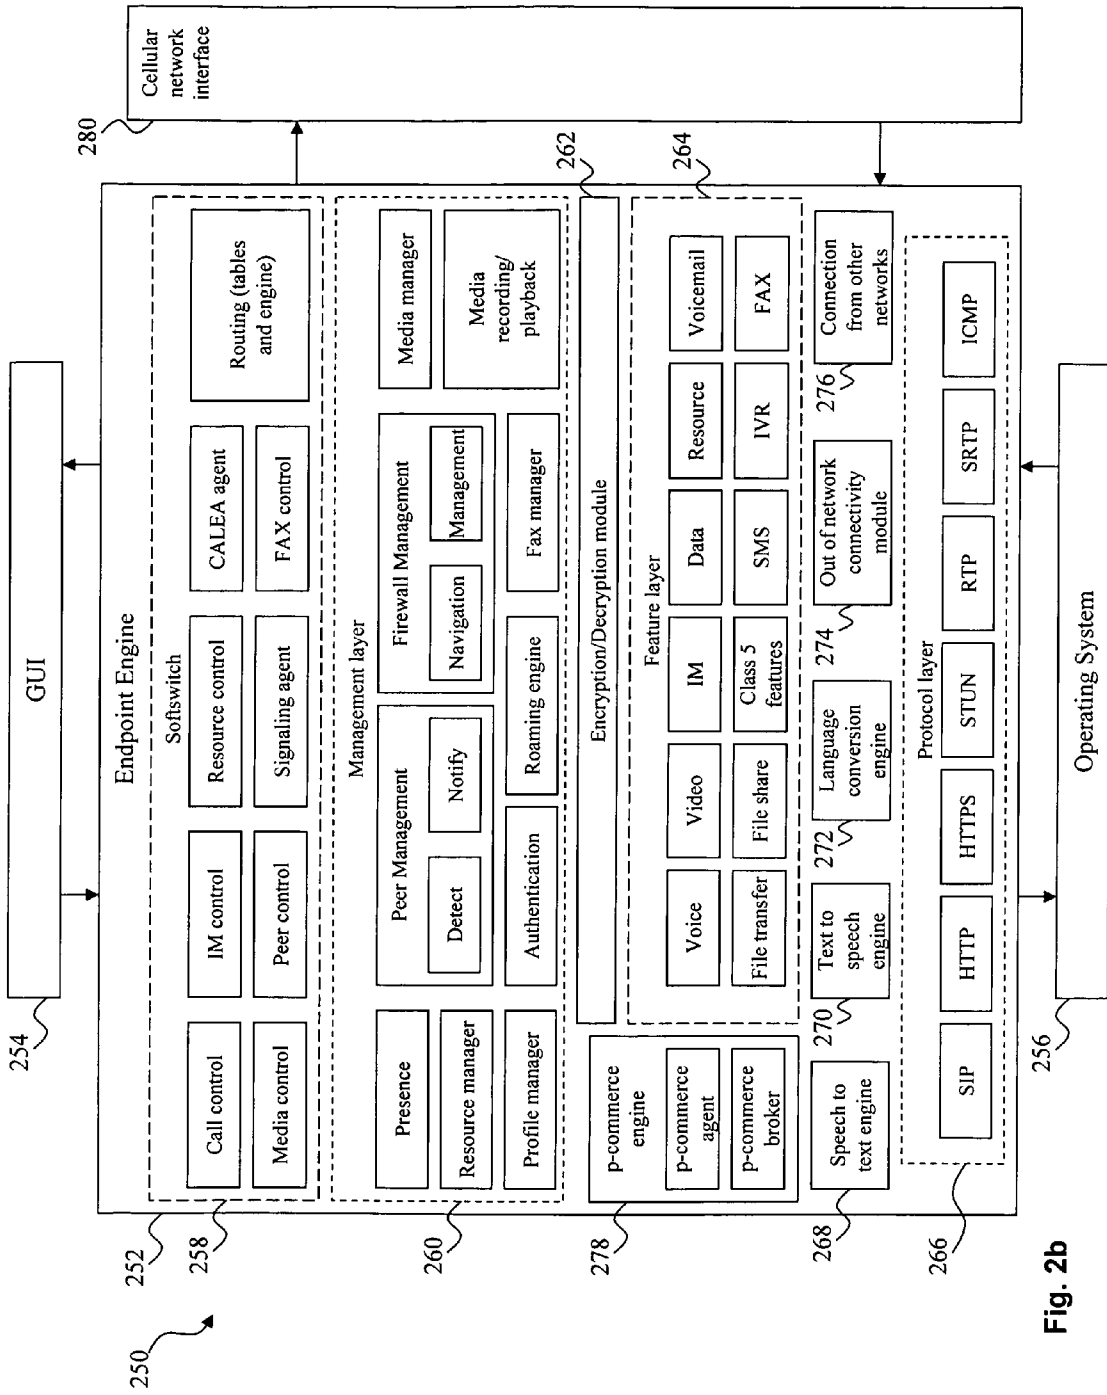 250
252
254
GUI
Endpoint Engine
258
Softswitch
Call control
IM control
Resource control
CALEA agent
Routing (tables
and engine)
Media control
Peer control
Signaling agent
FAX control
260
Management layer
Presence
Peer Management
Detect
Notify
Firewall Management
Navigation
Management
Media manager
Resource manager
Media
recording/
playback
Profile manager
Authentication
Roaming engine
Fax manager
278
p-commerce
engine
p-commerce
agent
p-commerce
broker
Encryption/Decryption module
262
Feature layer
264
Voice
Video
IM
Data
Resource
Voicemail
File transfer
File share
Class 5
features
SMS
IVR
FAX
268
Speech to
text engine
270
Text to
speech
engine
272
Language
conversion
engine
274
Out of network
connectivity
module
276
Connection
from other
networks
266
Protocol layer
SIP
HTTP
HTTPS
STUN
RTP
SRTP
ICMP
256
Operating System
280
Cellular
network
interface
Fig. 2b